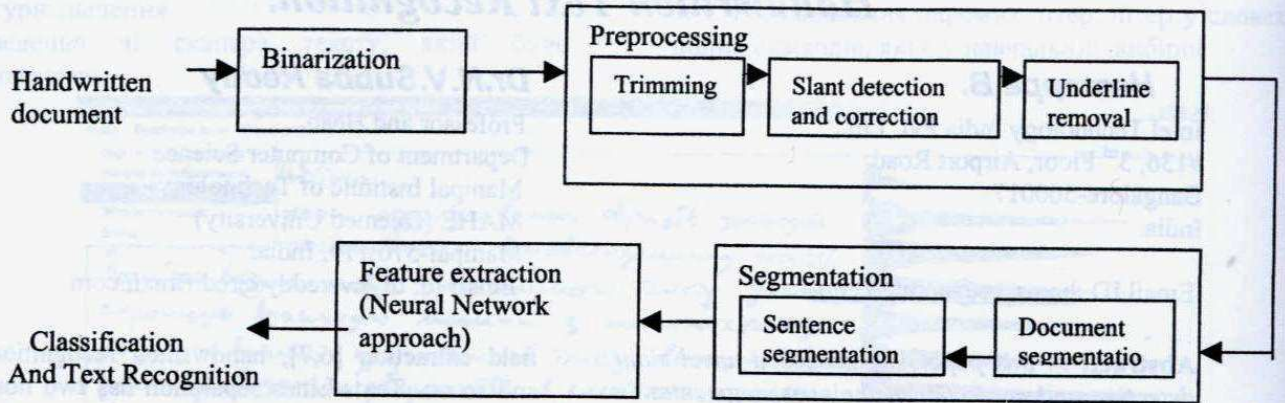 Handwritten
document
Binarization
Preprocessing
Trimming
Slant detection
and correction
Underline
removal
Segmentation
Document
segmentatio
Sentence
segmentation
Feature extraction
(Neural Network
approach)
Classification
And Text Recognition